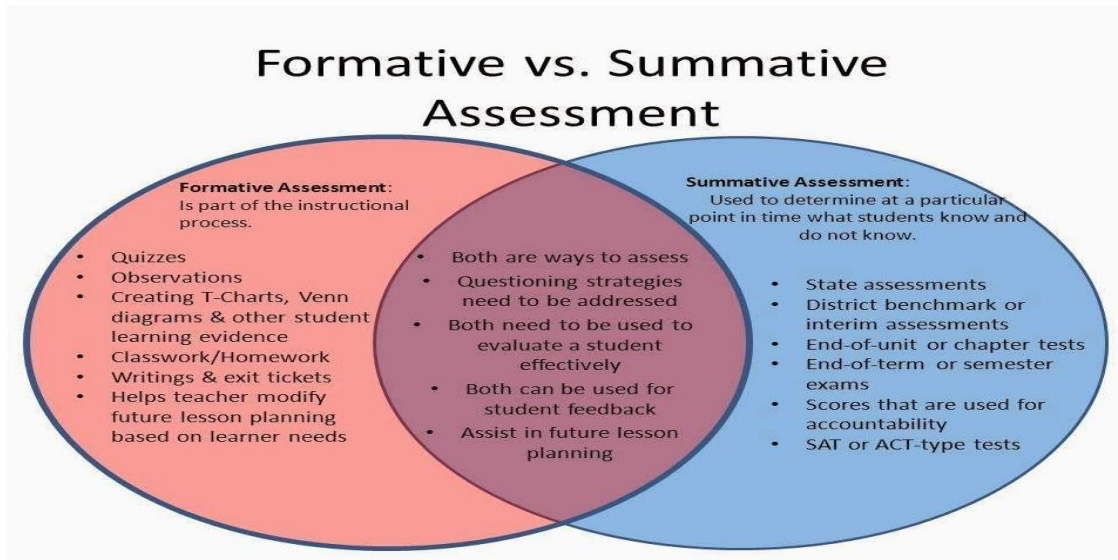 Formative vs. Summative
Assessment
Formative Assessment:
Is part of the instructional
process.
• Quizzes
• Observations
• Creating T-Charts, Venn
diagrams & other student
learning evidence
• Classwork/Homework
• Writings & exit tickets
• Helps teacher modify
future lesson planning
based on learner needs
• Both are ways to assess
• Questioning strategies
need to be addressed
• Both need to be used to
evaluate a student
effectively
• Both can be used for
student feedback
• Assist in future lesson
planning
Summative Assessment:
Used to determine at a particular
point in time what students know and
do not know.
• State assessments
• District benchmark or
interim assessments
• End-of-unit or chapter tests
• End-of-term or semester
exams
• Scores that are used for
accountability
• SAT or ACT-type tests